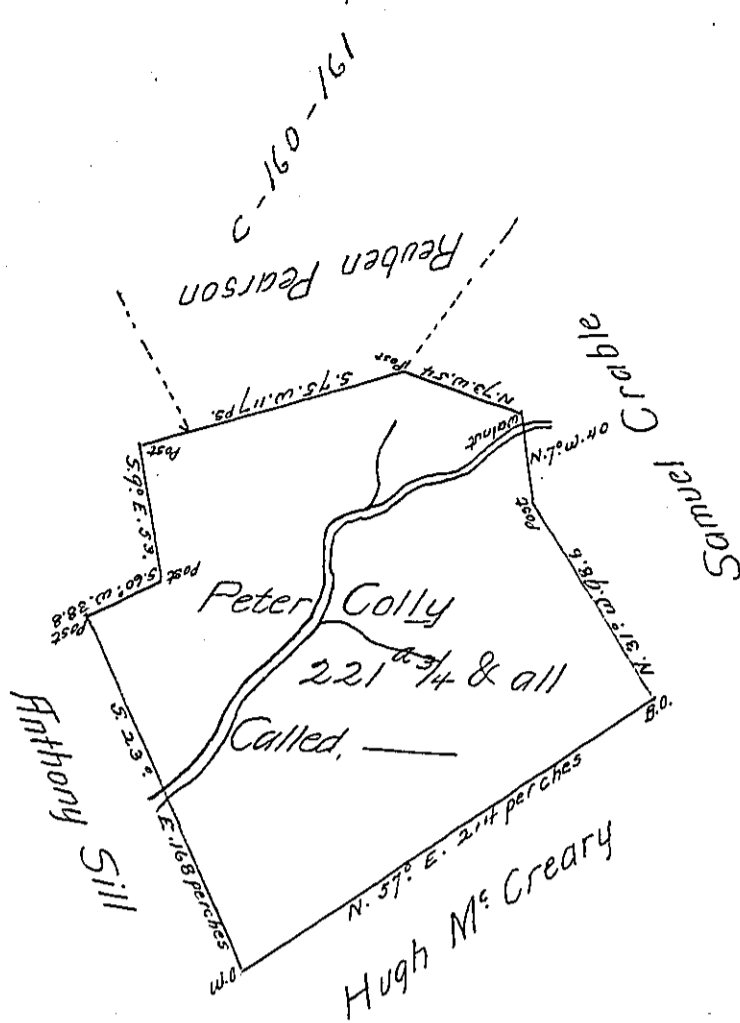 C-160-161
Reuben Pearson
Samuel Crable
Post
S.75.W.117 Ps.
N.73.W.54
Post
walnut
N.7°.W.40
Post
S.9°.E.53.
Post
S.60°.W.38.8
Post
N.31°.W.98.6
Peter Colly
221 a 3/4 & all
Called, ———
B.O.
S.23°.
E.168 perches
Anthony Sill
N. 57° E. 214 perches
Hugh Mc Creary
W.O